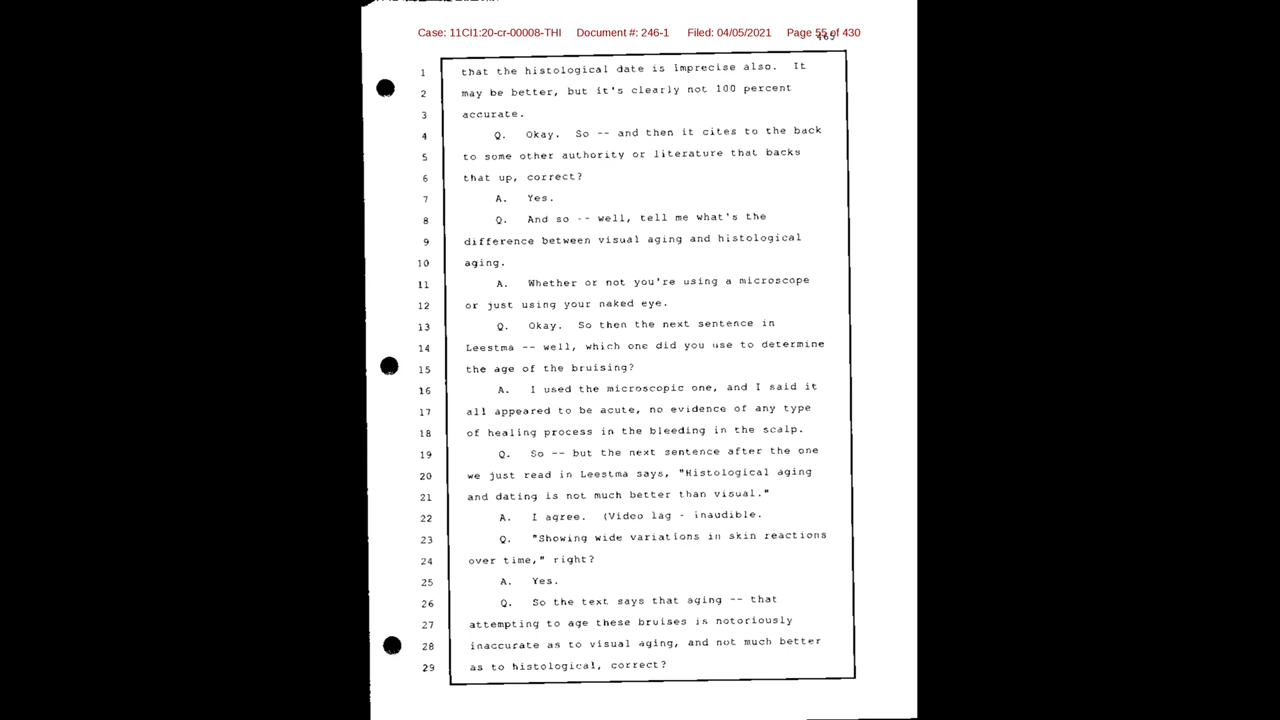 Case: 11CI1:20-cr-00008-THI Document #: 246-1 Filed: 04/05/2021 Page 55 of 430
465
1 that the histological date is imprecise also. It
2 may be better, but it's clearly not 100 percent
3 accurate.
4 Q. Okay. So -- and then it cites to the back
5 to some other authority or literature that backs
6 that up, correct?
7 A. Yes.
8 Q. And so -- well, tell me what's the
9 difference between visual aging and histological
10 aging.
11 A. Whether or not you're using a microscope
12 or just using your naked eye.
13 Q. Okay. So then the next sentence in
14 Leestma -- well, which one did you use to determine
15 the age of the bruising?
16 A. I used the microscopic one, and I said it
17 all appeared to be acute, no evidence of any type
18 of healing process in the bleeding in the scalp.
19 Q. So -- but the next sentence after the one
20 we just read in Leestma says, "Histological aging
21 and dating is not much better than visual."
22 A. I agree. (Video lag - inaudible.
23 Q. "Showing wide variations in skin reactions
24 over time," right?
25 A. Yes.
26 Q. So the text says that aging -- that
27 attempting to age these bruises is notoriously
28 inaccurate as to visual aging, and not much better
29 as to histological, correct?